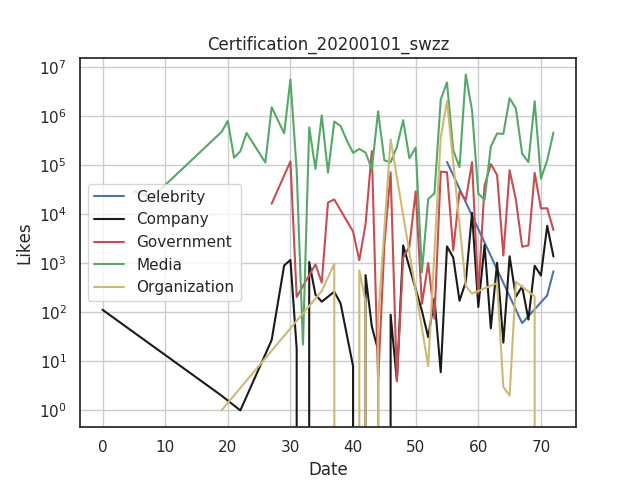 Certification_20200101_swzz
10^7
10^6
10^5
10^4
10^3
10^2
10^1
10^0
Likes
Celebrity
Company
Government
Media
Organization
0 10 20 30 40 50 60 70
Date